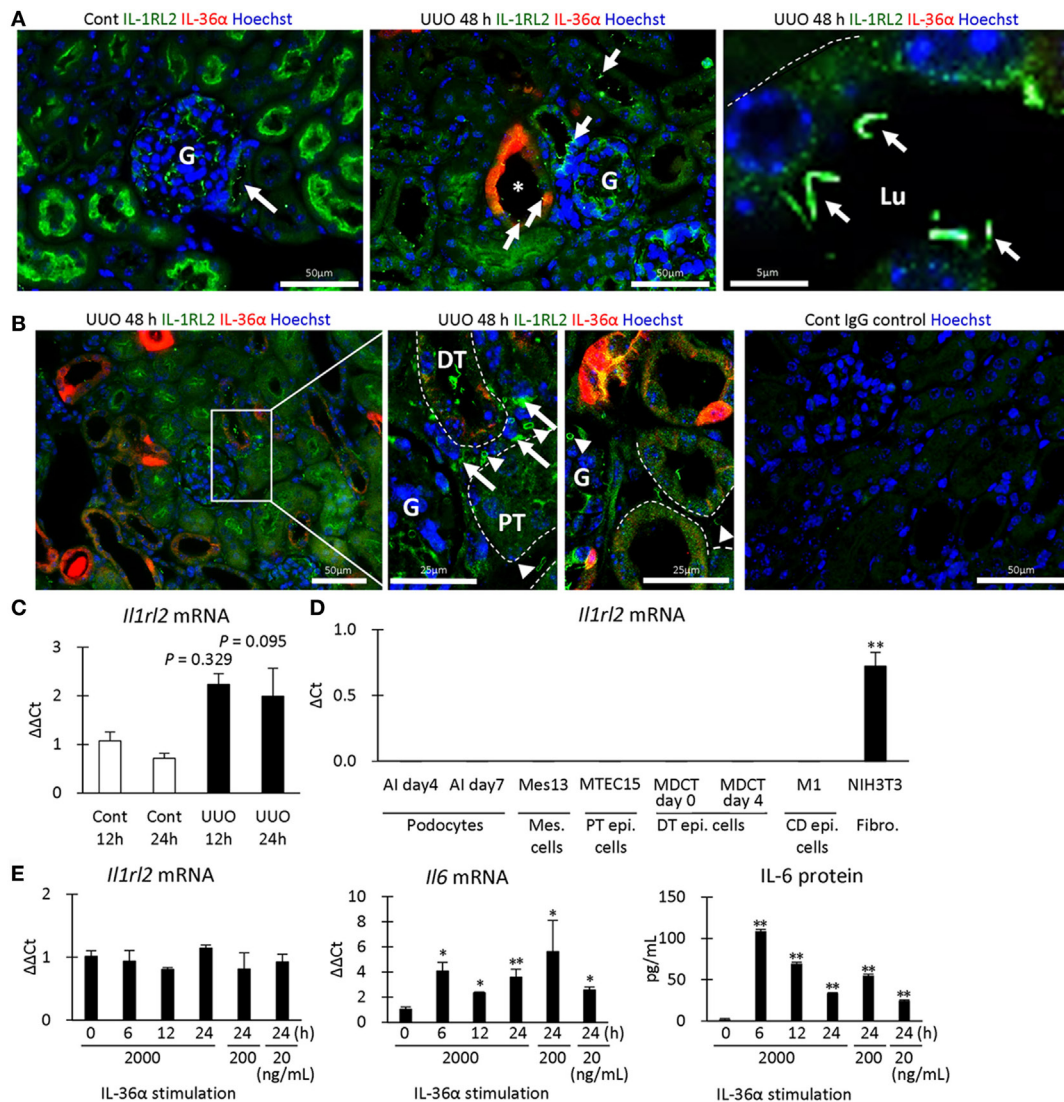 A
Cont IL-1RL2 IL-36α Hoechst
UUO 48 h IL-1RL2 IL-36α Hoechst
UUO 48 h IL-1RL2 IL-36α Hoechst
G
50μm
*
G
50μm
Lu
5μm
B
UUO 48 h IL-1RL2 IL-36α Hoechst
UUO 48 h IL-1RL2 IL-36α Hoechst
Cont IgG control Hoechst
50μm
DT
G
PT
25μm
G
25μm
50μm
C
Il1rl2 mRNA
P = 0.329
P = 0.095
ΔΔCt
3
2
1
0
Cont 12h
Cont 24h
UUO 12h
UUO 24h
D
Il1rl2 mRNA
ΔCt
1.0
0.5
0.0
**
AI day4
AI day7
Mes13
MTEC15
MDCT day 0
MDCT day 4
M1
NIH3T3
Podocytes
Mes. cells
PT epi. cells
DT epi. cells
CD epi. cells
Fibro.
E
Il1rl2 mRNA
ΔΔCt
2
1
0
0 6 12 24 24 24 (h)
2000 200 20
(ng/mL)
IL-36α stimulation
Il6 mRNA
ΔΔCt
10
8
6
4
2
0
* * ** * *
0 6 12 24 24 24 (h)
2000 200 20
(ng/mL)
IL-36α stimulation
IL-6 protein
pg/mL
150
100
50
0
** ** ** ** **
0 6 12 24 24 24 (h)
2000 200 20
(ng/mL)
IL-36α stimulation